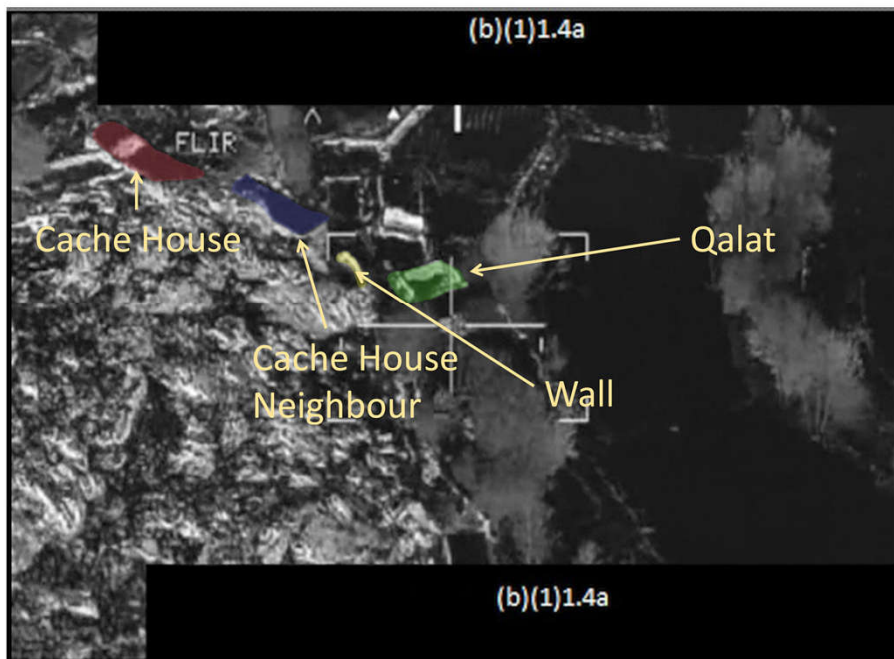 (b)(1)1.4a
FLIR
Cache House
Qalat
Cache House
Neighbour
Wall
(b)(1)1.4a